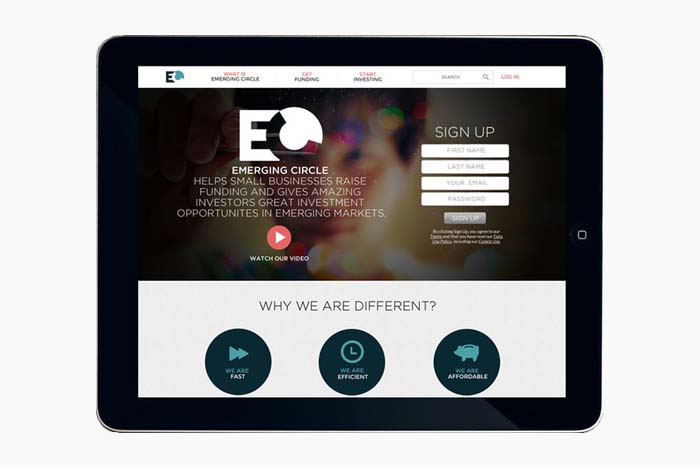 EC
WHAT IS
EMERGING CIRCLE
GET
FUNDING
START
INVESTING
SEARCH
LOG IN
EC
EMERGING CIRCLE
HELPS SMALL BUSINESSES RAISE
FUNDING AND GIVES AMAZING
INVESTORS GREAT INVESTMENT
OPPORTUNITES IN EMERGING MARKETS.
WATCH OUR VIDEO
SIGN UP
FIRST NAME
LAST NAME
YOUR EMAIL
PASSWORD
SIGN UP
By clicking Sign Up, you agree to our
Terms and that you have read our Data
Use Policy, including our Cookie Use.
WHY WE ARE DIFFERENT?
WE ARE
FAST
WE ARE
EFFICIENT
WE ARE
AFFORDABLE